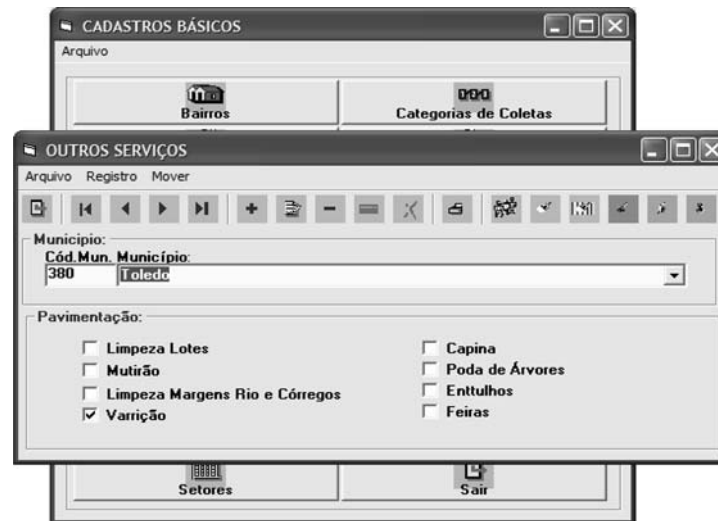 CADASTROS BÁSICOS
Arquivo
Bairros
Categorias de Coletas
OUTROS SERVIÇOS
Arquivo Registro Mover
Municipio:
Cód.Mun. Município:
380 Toledo
Pavimentação:
Limpeza Lotes
Mutirão
Limpeza Margens Rio e Córregos
Varrição
Capina
Poda de Árvores
Enttulhos
Feiras
Setores
Sair